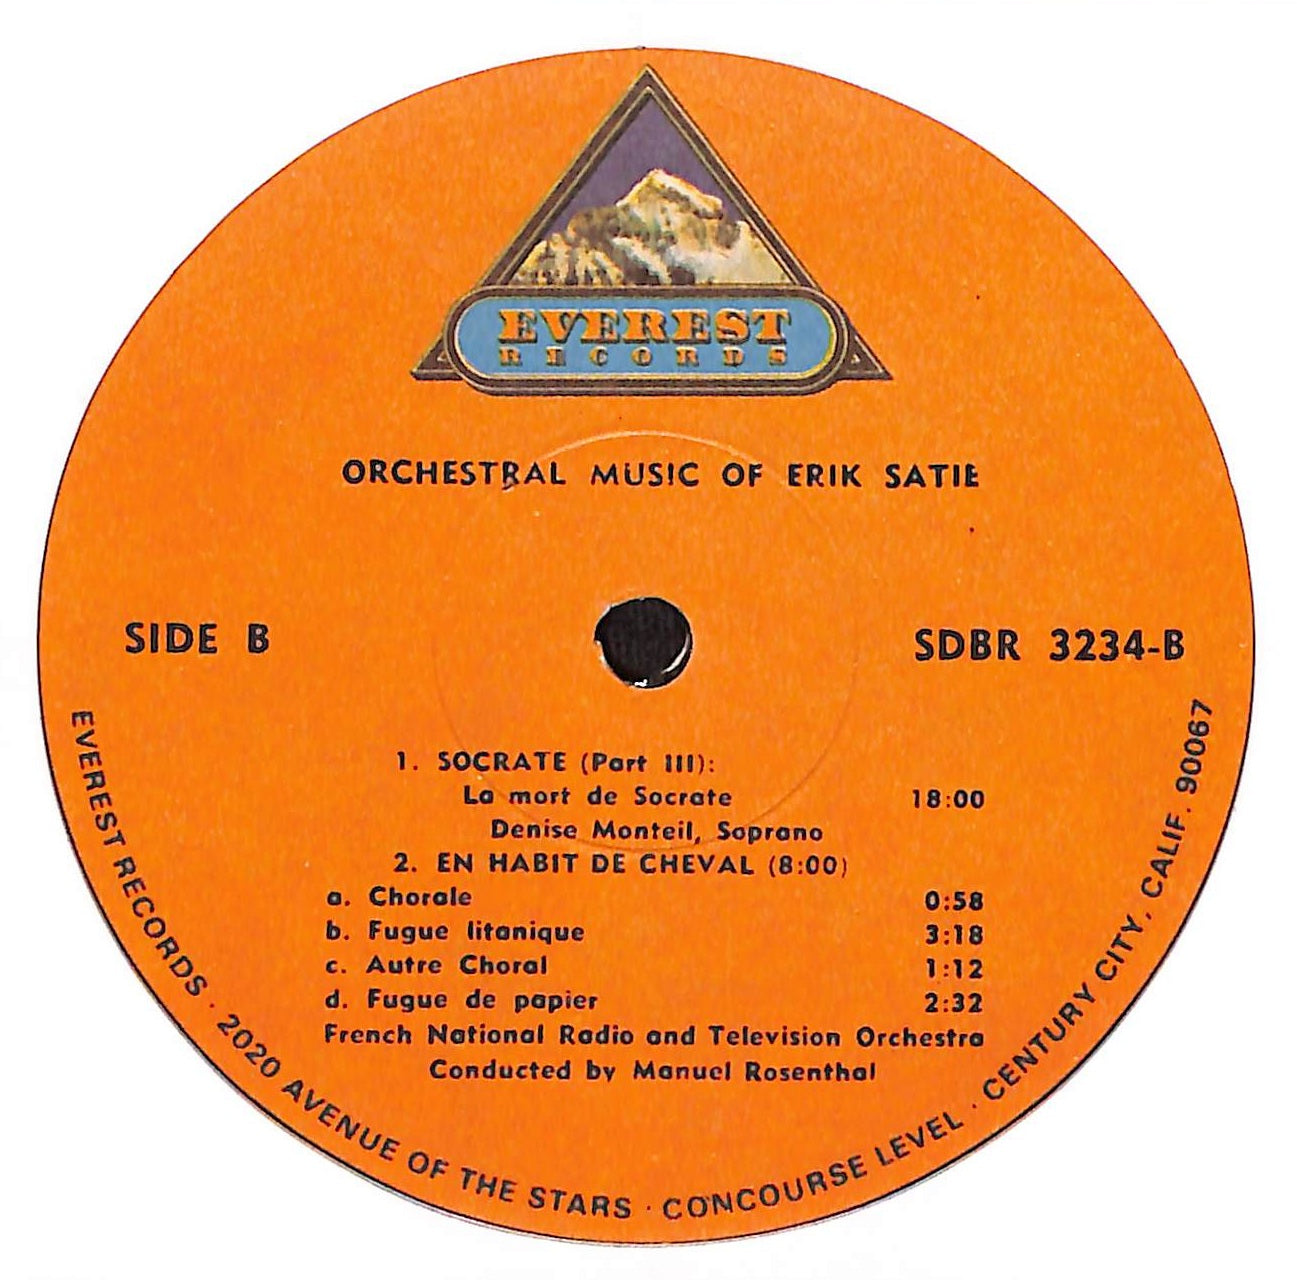 EVEREST
RECORDS
ORCHESTRAL MUSIC OF ERIK SATIE
SIDE B
SDBR 3234-B
1. SOCRATE (Part III):
La mort de Socrate 18:00
Denise Monteil, Soprano
2. EN HABIT DE CHEVAL (8:00)
a. Chorale 0:58
b. Fugue litanique 3:18
c. Autre Choral 1:12
d. Fugue de papier 2:32
French National Radio and Television Orchestra
Conducted by Manuel Rosenthal
EVEREST RECORDS · 2020 AVENUE OF THE STARS · CONCOURSE LEVEL · CENTURY CITY, CALIF. 90067